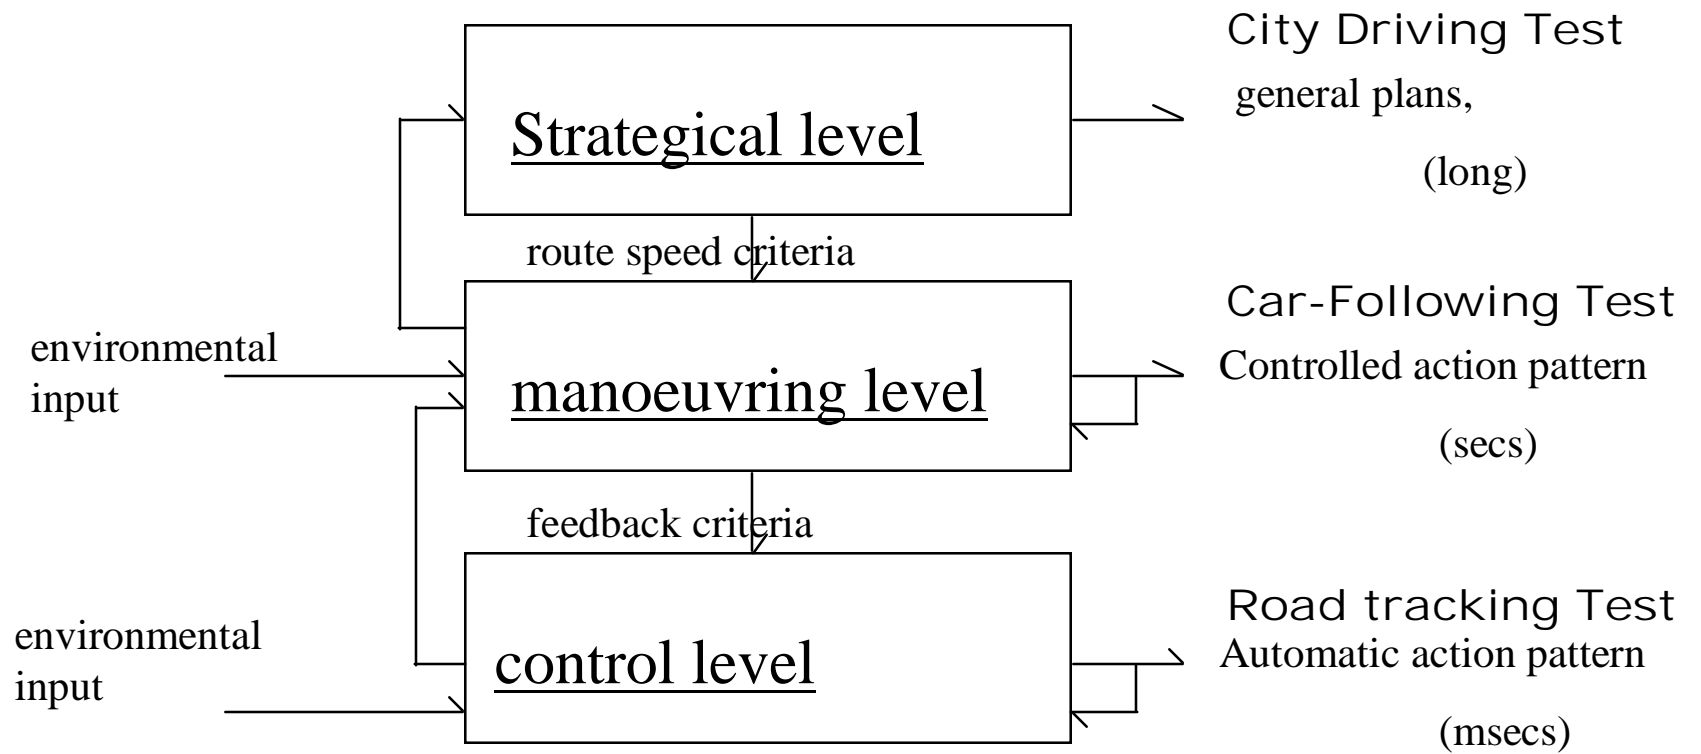 City Driving Test
general plans,
Strategical level
(long)
route speed criteria
Car-Following Test
environmental
input
manoeuvring level
Controlled action pattern
(secs)
feedback criteria
Road tracking Test
environmental
input
control level
Automatic action pattern
(msecs)